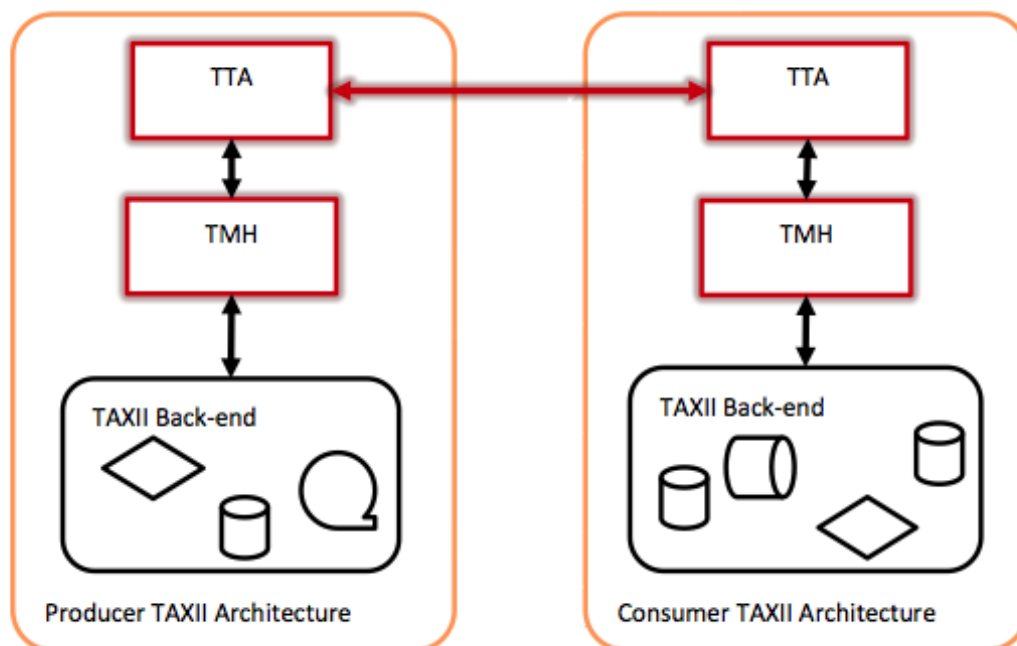 TTA
TTA
TMH
TMH
TAXII Back-end
TAXII Back-end
Producer TAXII Architecture
Consumer TAXII Architecture